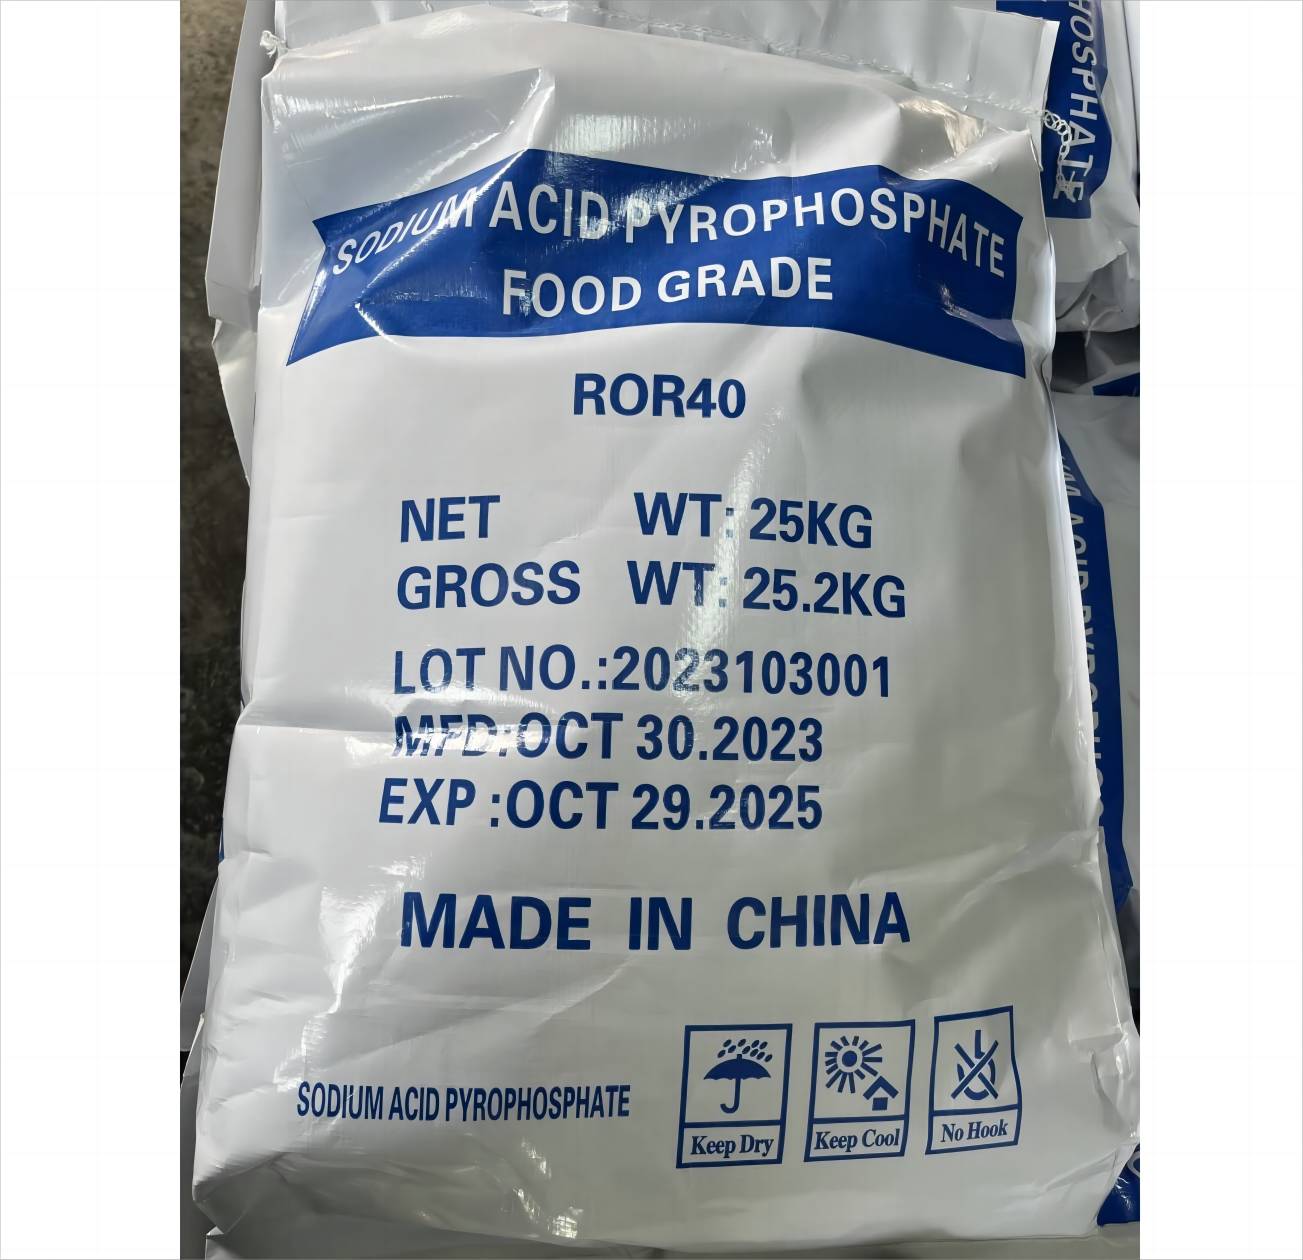 SODIUM ACID PYROPHOSPHATE
FOOD GRADE
ROR40
NET WT: 25KG
GROSS WT: 25.2KG
LOT NO.:2023103001
MFD:OCT 30.2023
EXP :OCT 29.2025
MADE IN CHINA
SODIUM ACID PYROPHOSPHATE
Keep Dry
Keep Cool
No Hook